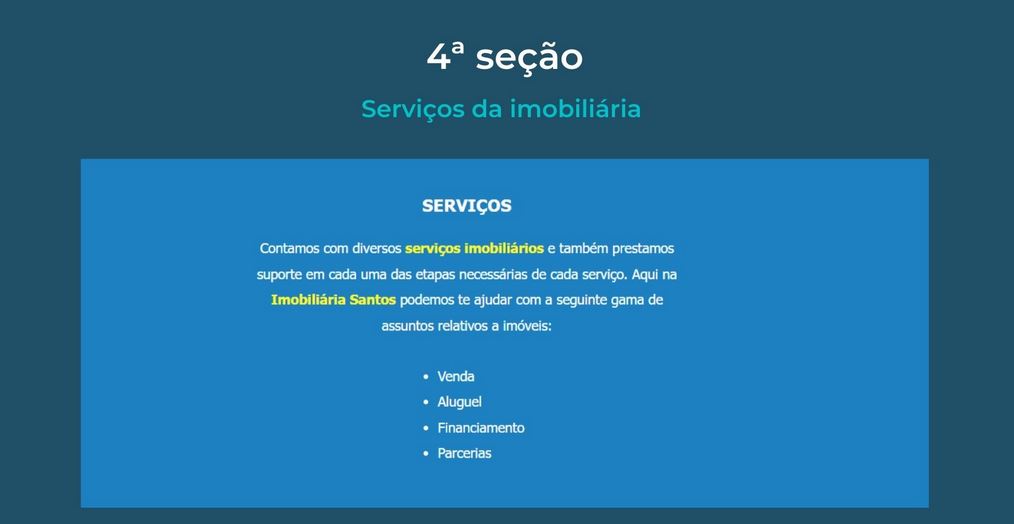 4ª seção
Serviços da imobiliária
SERVIÇOS
Contamos com diversos serviços imobiliários e também prestamos
suporte em cada uma das etapas necessárias de cada serviço. Aqui na
Imobiliária Santos podemos te ajudar com a seguinte gama de
assuntos relativos a imóveis:
• Venda
• Aluguel
• Financiamento
• Parcerias